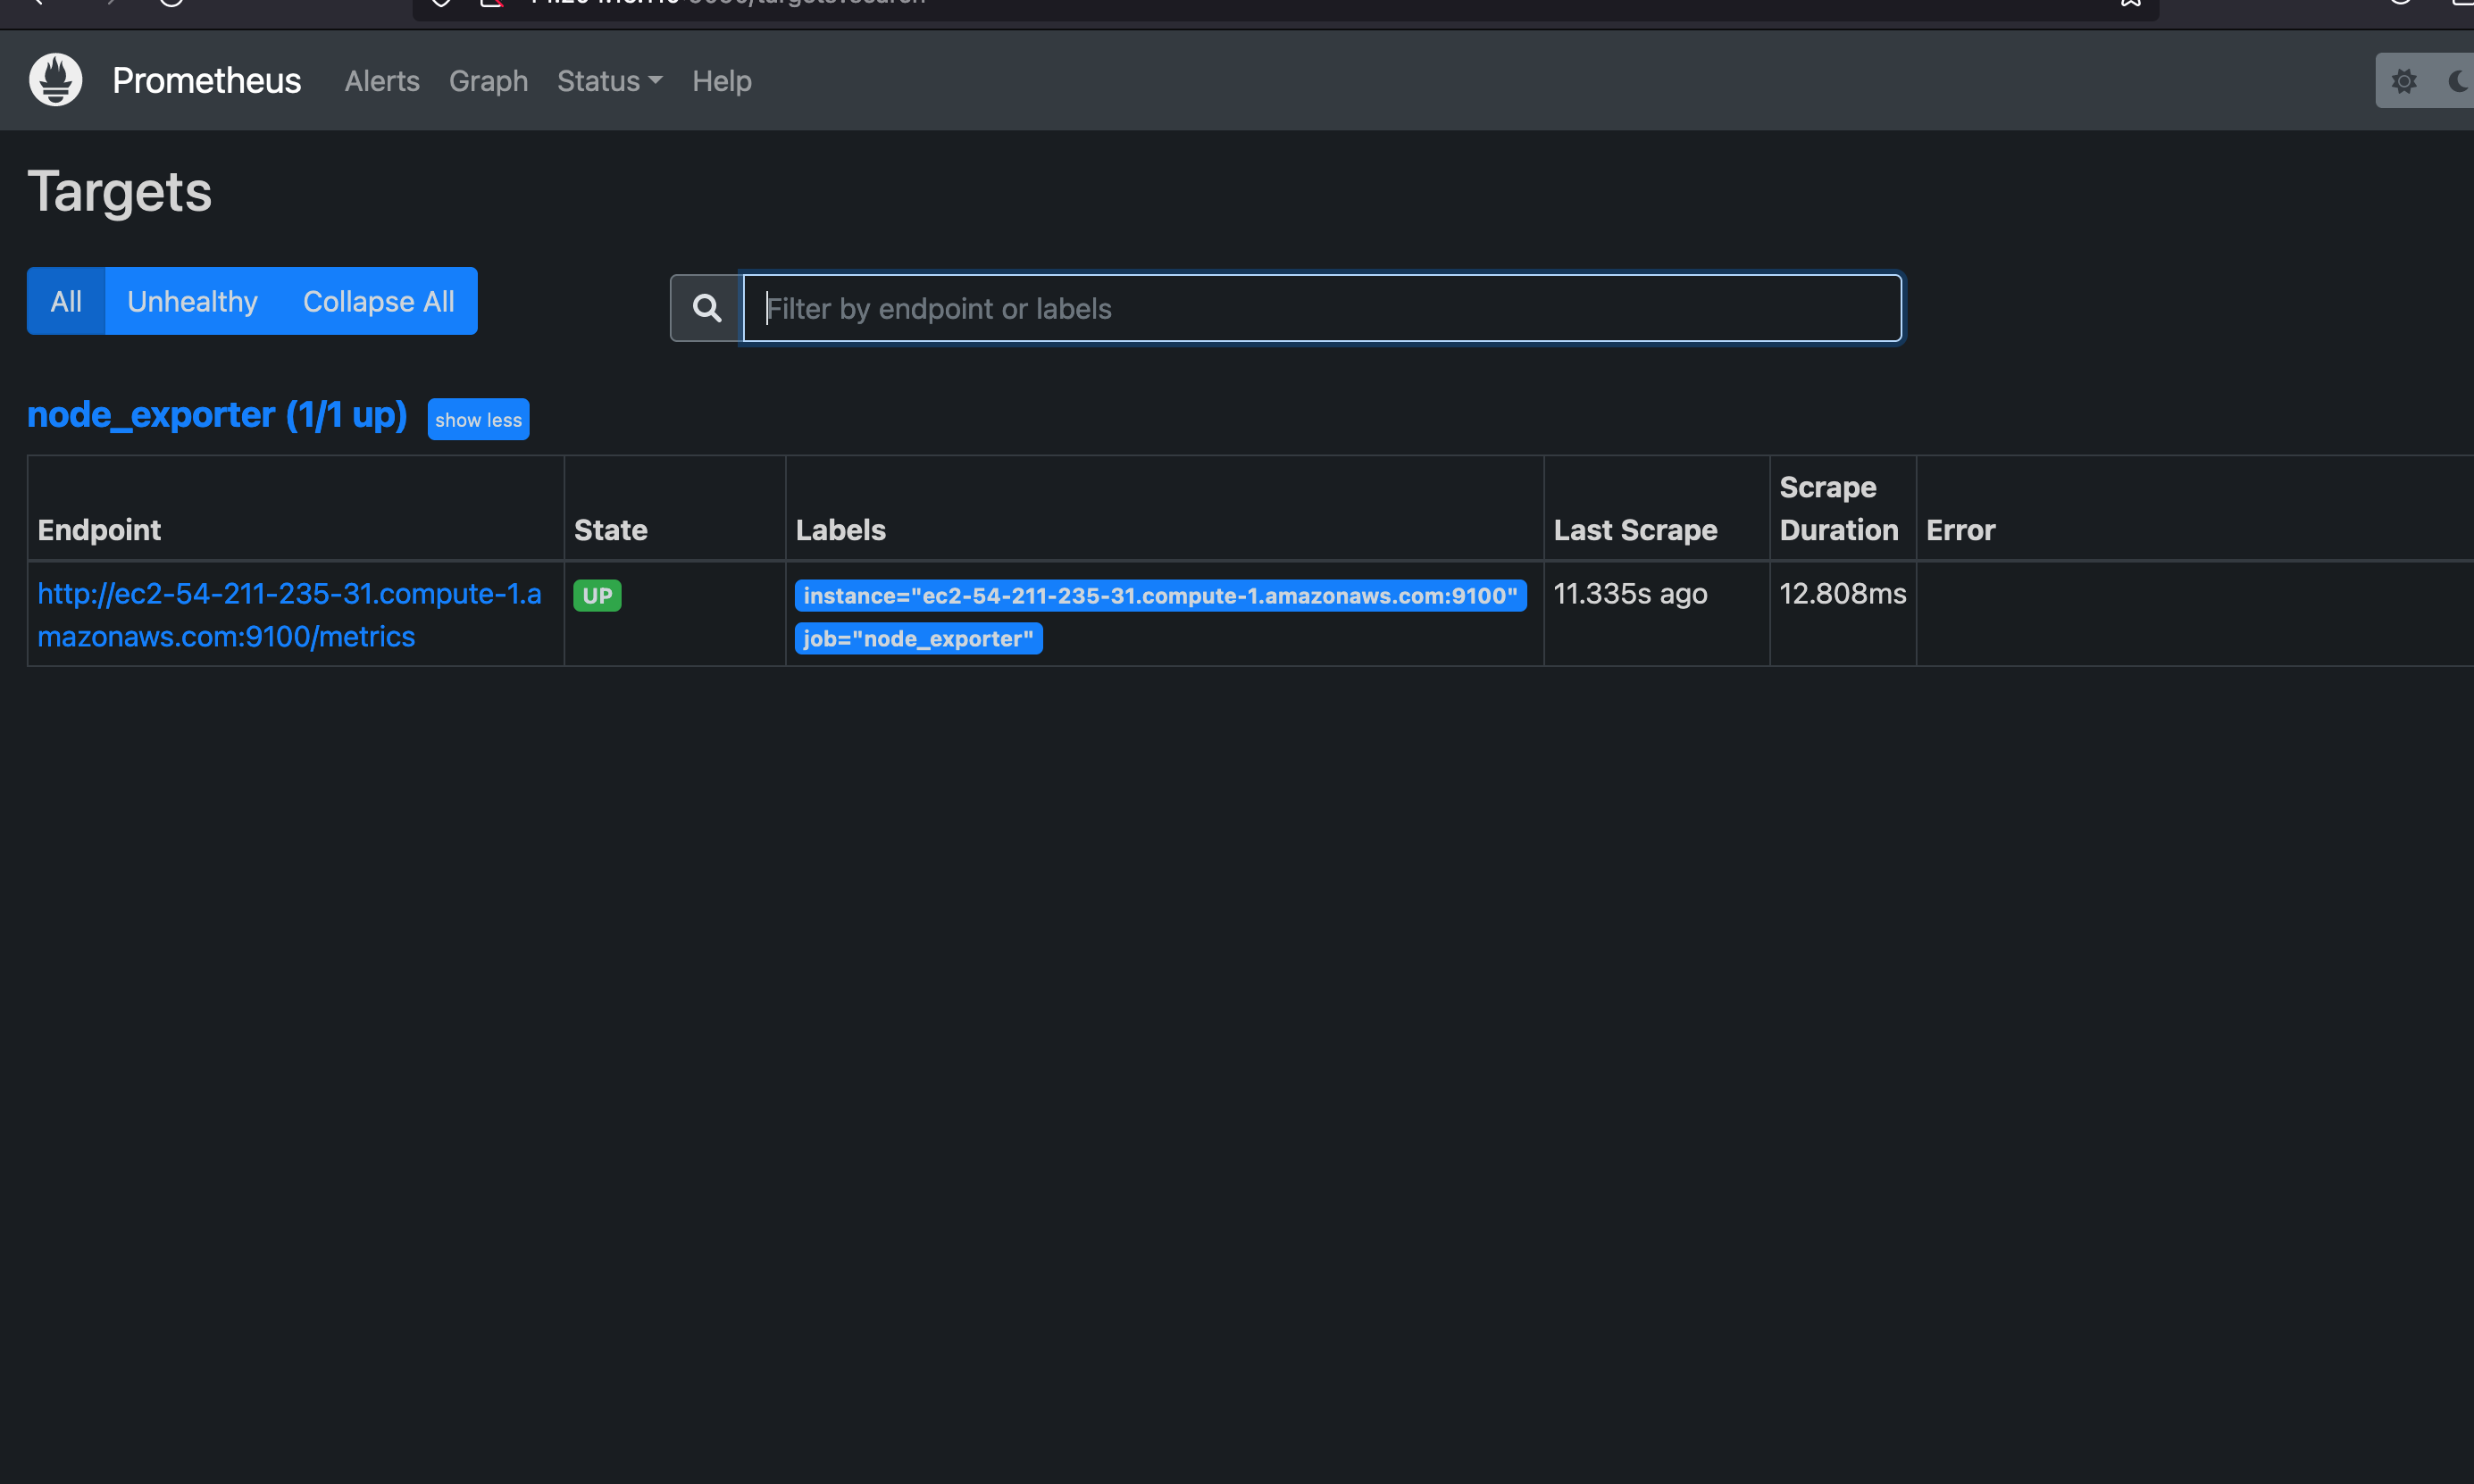 Prometheus Alerts Graph Status Help
Targets
All Unhealthy Collapse All
Filter by endpoint or labels
node_exporter (1/1 up) show less
Endpoint State Labels Last Scrape Scrape Duration Error
http://ec2-54-211-235-31.compute-1.a
mazonaws.com:9100/metrics
UP
instance="ec2-54-211-235-31.compute-1.amazonaws.com:9100"
job="node_exporter"
11.335s ago
12.808ms